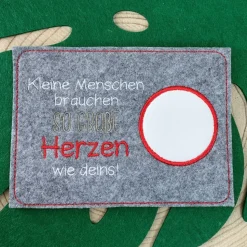 Kleine Menschen
brauchen
Herzen
wie deins!